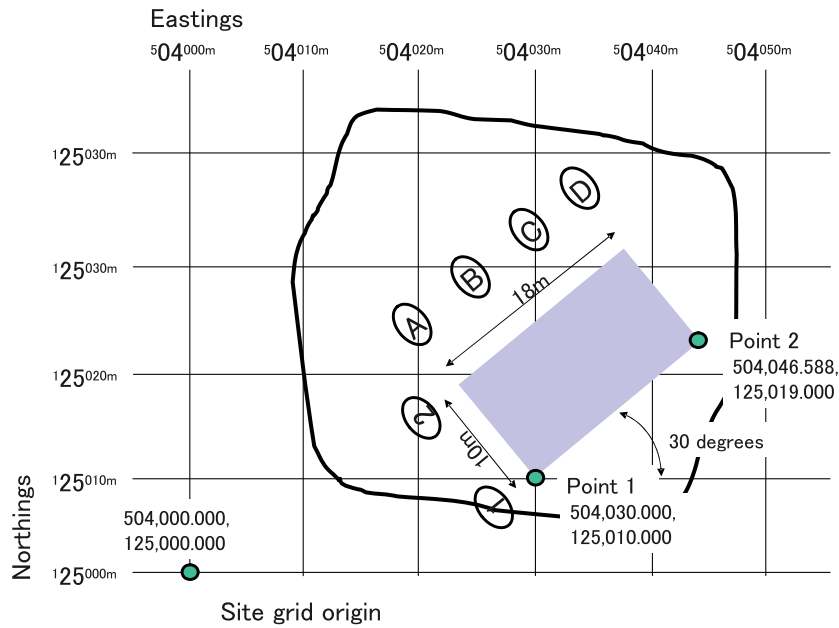 Eastings
504000m 504010m 504020m 504030m 504040m 504050m
125030m
D
C
125030m
B
18m
A
Point 2
504,046.588,
125,019.000
125020m
2
10m
30 degrees
125010m
Point 1
504,030.000,
125,010.000
1
504,000.000,
125,000.000
Northings
125000m
Site grid origin